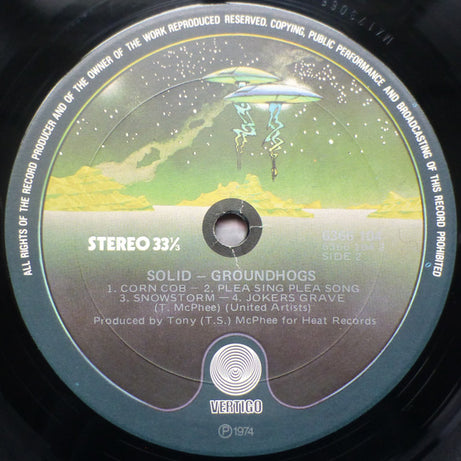 ALL RIGHTS OF THE RECORD PRODUCER AND OF THE OWNER OF THE WORK REPRODUCED RESERVED. COPYING, PUBLIC PERFORMANCE AND BROADCASTING OF THIS RECORD PROHIBITED
STEREO 33⅓
SIDE 2
SOLID – GROUNDHOGS
1. CORN COB – 2. PLEA SING PLEA SONG
3. SNOWSTORM – 4. JOKERS GRAVE
(T. McPhee) (United Artists)
Produced by Tony (T.S.) McPhee for Heat Records
VERTIGO
℗ 1974